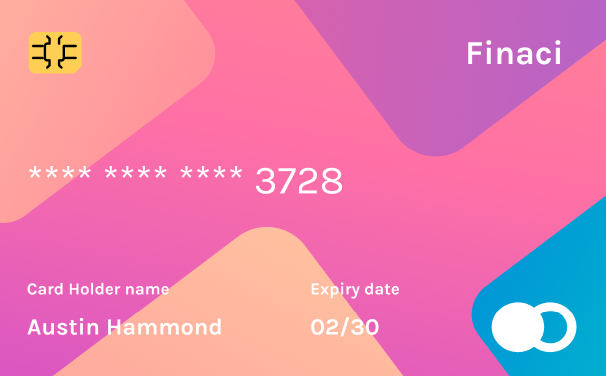 Finaci
**** **** **** 3728
Card Holder name
Expiry date
Austin Hammond
02/30